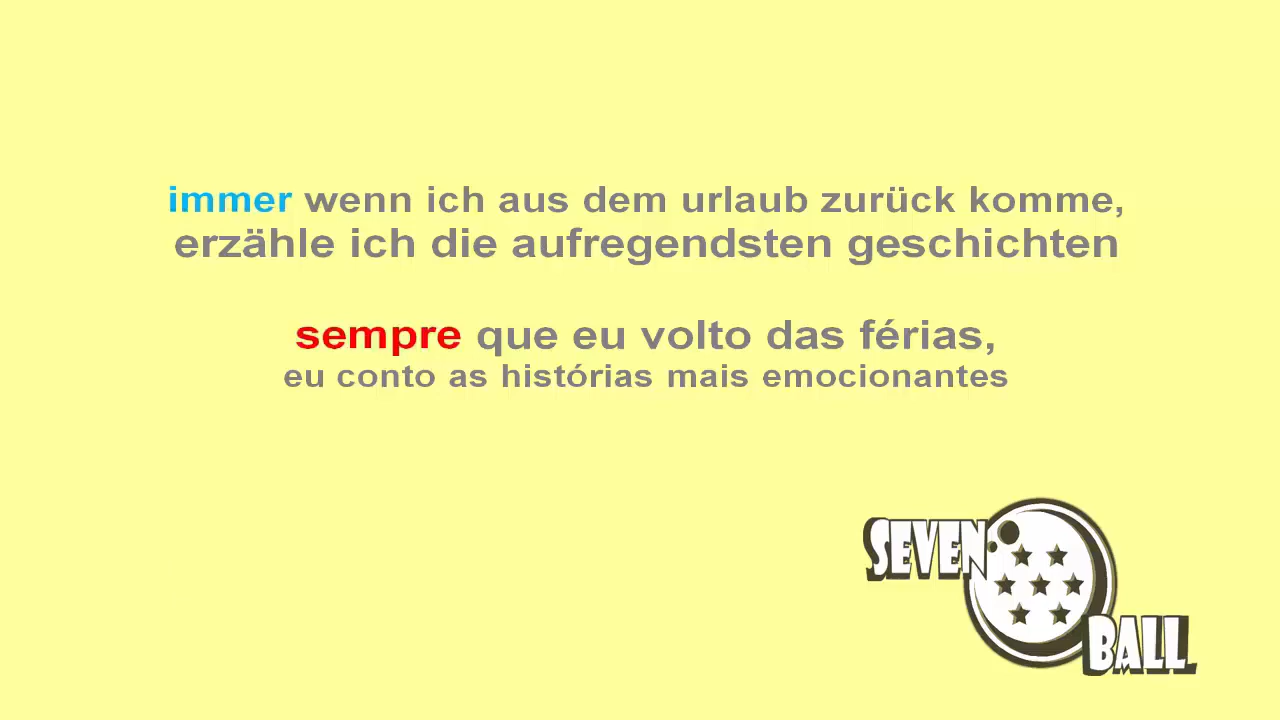 immer wenn ich aus dem urlaub zurück komme,
erzähle ich die aufregendsten geschichten
sempre que eu volto das férias,
eu conto as histórias mais emocionantes
SEVEN
BALL